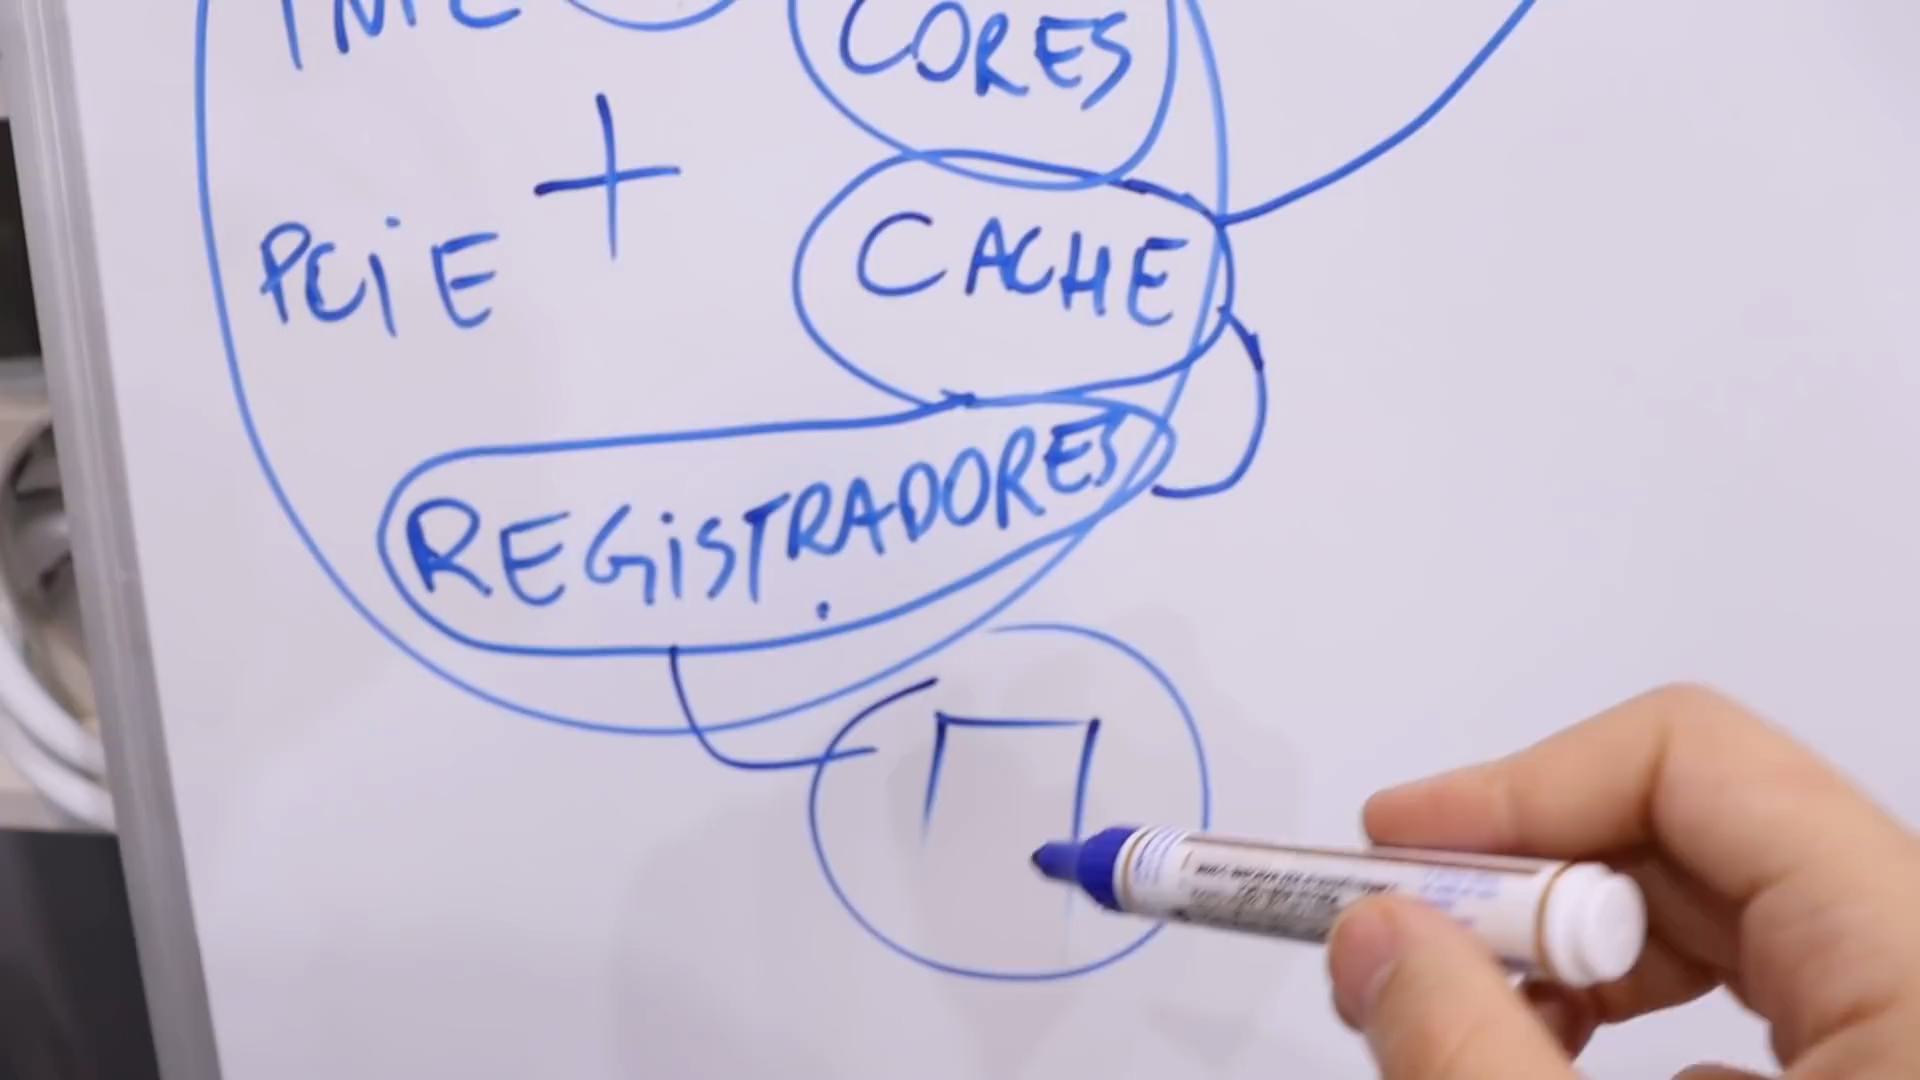 CORES
+
PCiE
CACHE
REGiSTRADORES